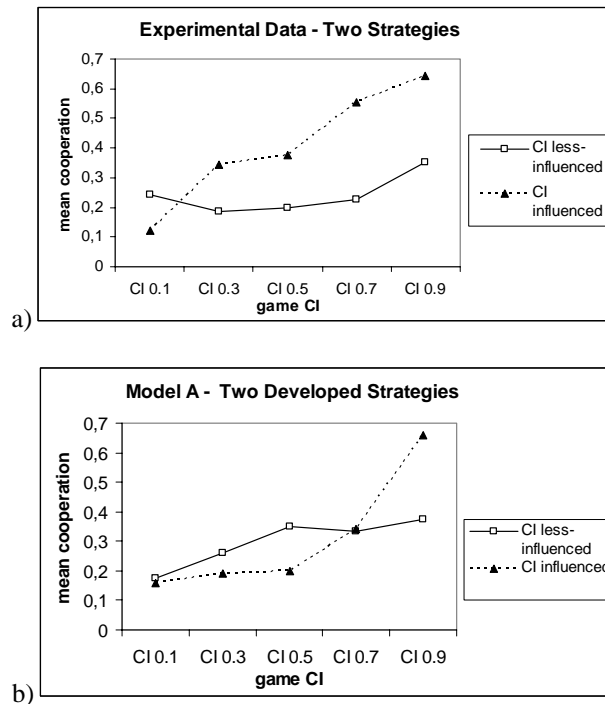 Experimental Data - Two Strategies
mean cooperation
0,7
0,6
0,5
0,4
0,3
0,2
0,1
0
CI 0.1 CI 0.3 CI 0.5 CI 0.7 CI 0.9
game CI
CI less-
influenced
CI
influenced
a)
Model A - Two Developed Strategies
mean cooperation
0,7
0,6
0,5
0,4
0,3
0,2
0,1
0
CI 0.1 CI 0.3 CI 0.5 CI 0.7 CI 0.9
game CI
CI less-
influenced
CI influenced
b)